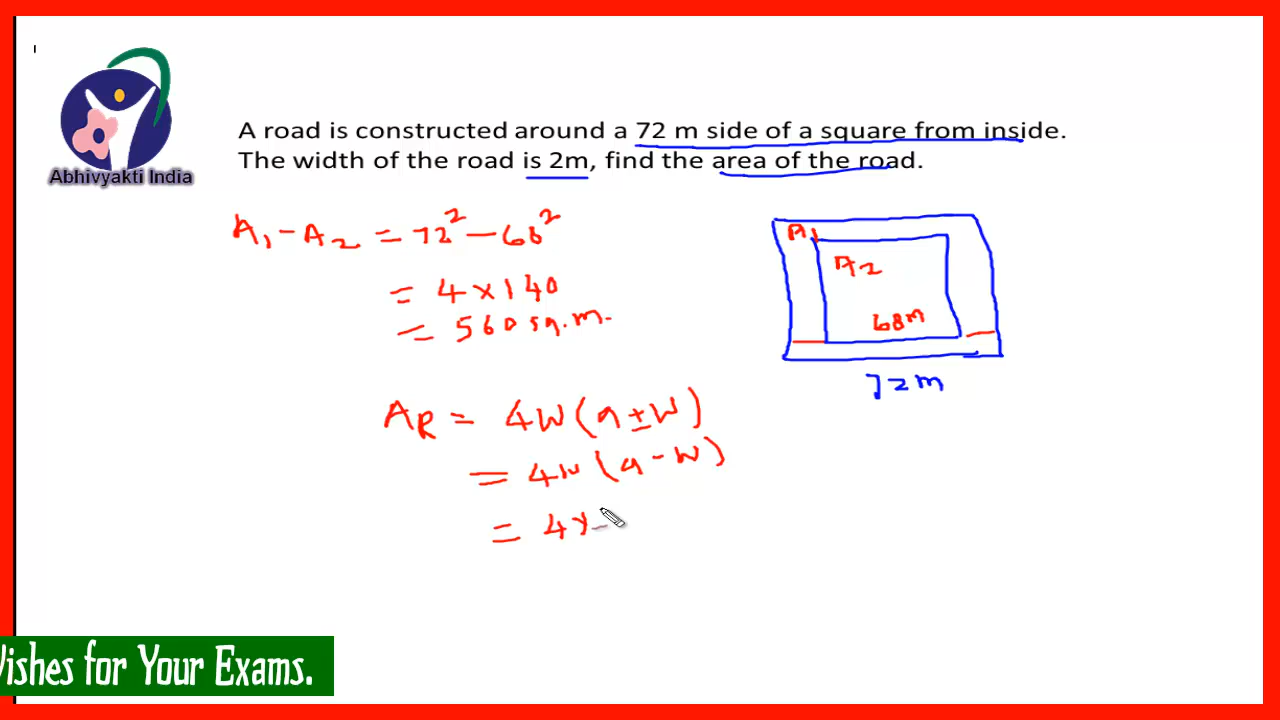 Abhivyakti India
A road is constructed around a 72 m side of a square from inside.
The width of the road is 2m, find the area of the road.
A₁ - A₂ = 72² - 68²
= 4 × 140
= 560 sq.m.
A₁
A₂
68m
72m
A_R = 4W(a ± W)
= 4W(a - W)
= 4×
Wishes for Your Exams.